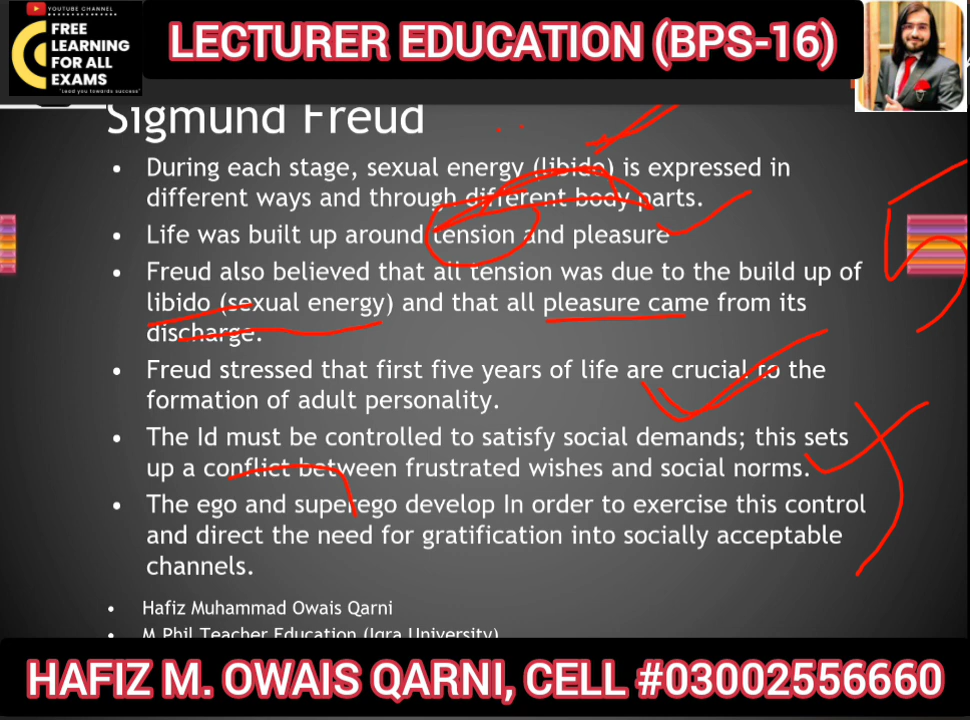 YOUTUBE CHANNEL
FREE
LEARNING
FOR ALL
EXAMS
"Lead you towards success"
LECTURER EDUCATION (BPS-16)
Sigmund Freud
• During each stage, sexual energy (libido) is expressed in
different ways and through different body parts.
• Life was built up around tension and pleasure
• Freud also believed that all tension was due to the build up of
libido (sexual energy) and that all pleasure came from its
discharge.
• Freud stressed that first five years of life are crucial to the
formation of adult personality.
• The Id must be controlled to satisfy social demands; this sets
up a conflict between frustrated wishes and social norms.
• The ego and superego develop In order to exercise this control
and direct the need for gratification into socially acceptable
channels.
• Hafiz Muhammad Owais Qarni
• M Phil Teacher Education (Iqra University)
HAFIZ M. OWAIS QARNI, CELL #03002556660